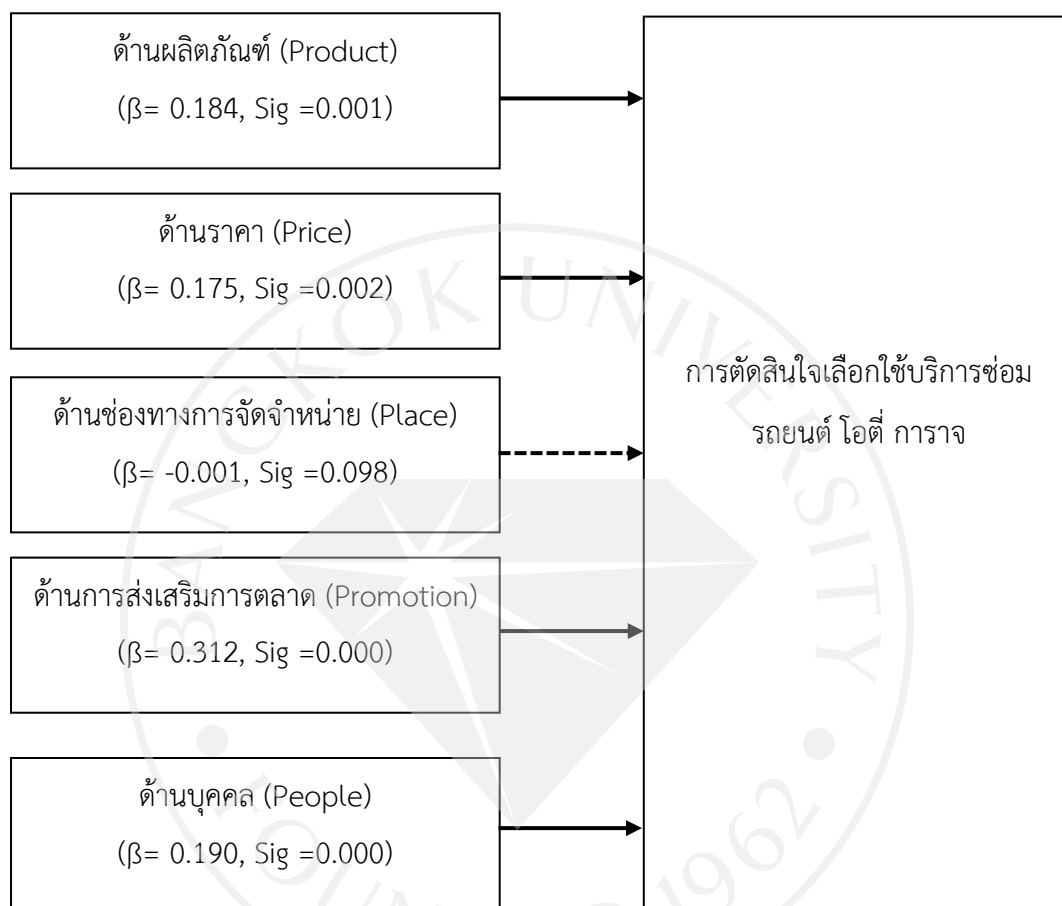 ด้านผลิตภัณฑ์ (Product)
(β= 0.184, Sig =0.001)
ด้านราคา (Price)
(β= 0.175, Sig =0.002)
ด้านช่องทางการจัดจำหน่าย (Place)
(β= -0.001, Sig =0.098)
ด้านการส่งเสริมการตลาด (Promotion)
(β= 0.312, Sig =0.000)
ด้านบุคคล (People)
(β= 0.190, Sig =0.000)
การตัดสินใจเลือกใช้บริการซ่อม
รถยนต์ โอตี่ การาจ
BANGKOK UNIVERSITY
1962